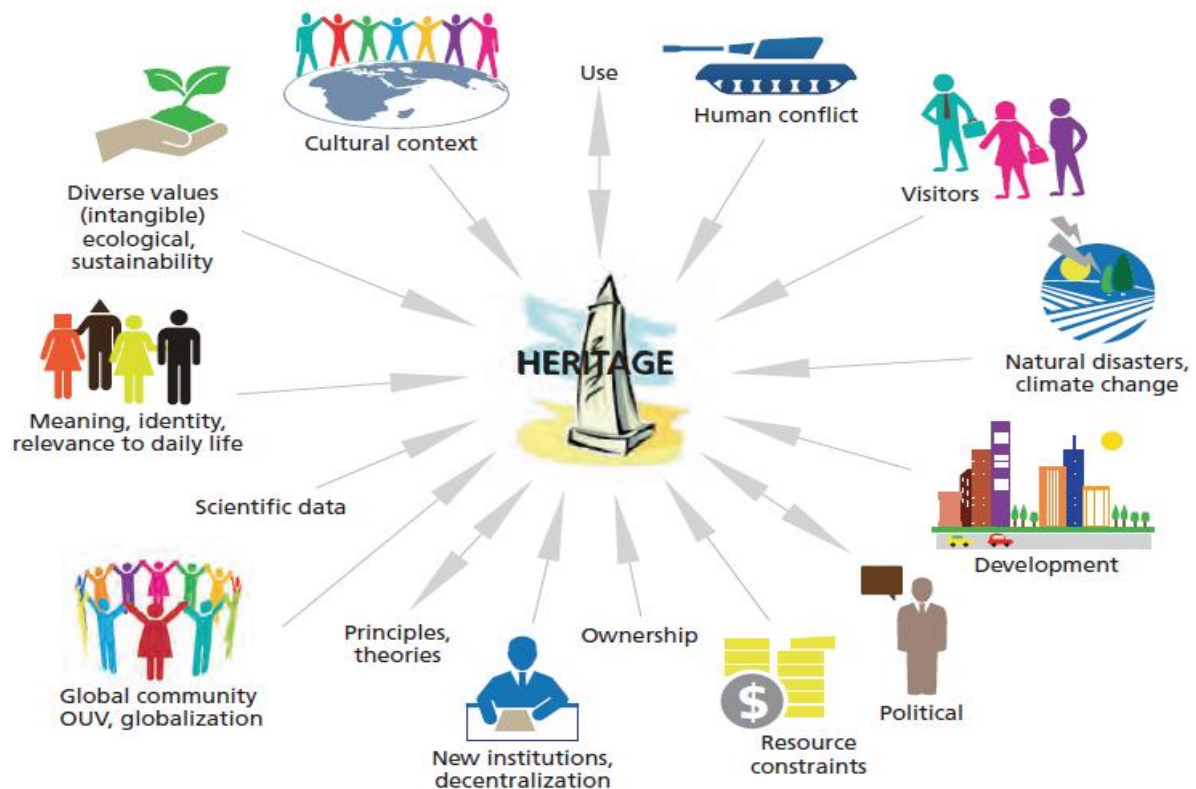 Use
Human conflict
Cultural context
Visitors
Diverse values
(intangible)
ecological,
sustainability
HERITAGE
Natural disasters,
climate change
Meaning, identity,
relevance to daily life
Scientific data
Development
Principles,
theories
Ownership
Global community
OUV, globalization
$
Political
New institutions,
decentralization
Resource
constraints